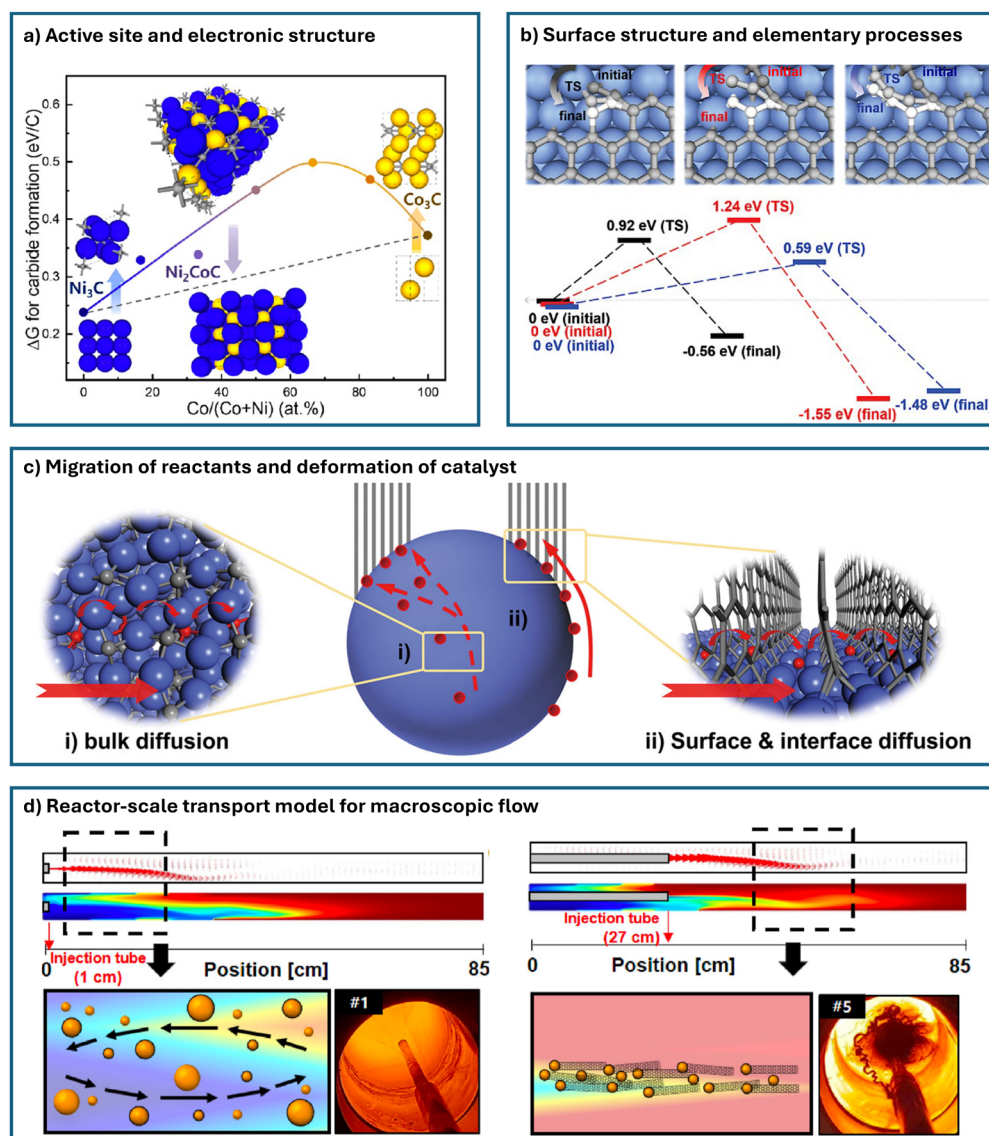 a) Active site and electronic structure
ΔG for carbide formation (eV/C)
0.6
0.5
0.4
0.3
0.2
Ni₃C
Ni₂CoC
Co₃C
0 20 40 60 80 100
Co/(Co+Ni) (at.%)
b) Surface structure and elementary processes
initial
TS
final
TS
initial
final
TS
initial
final
0.92 eV (TS)
1.24 eV (TS)
0.59 eV (TS)
0 eV (initial)
0 eV (initial)
0 eV (initial)
-0.56 eV (final)
-1.55 eV (final)
-1.48 eV (final)
c) Migration of reactants and deformation of catalyst
i)
ii)
i) bulk diffusion
ii) Surface & interface diffusion
d) Reactor-scale transport model for macroscopic flow
Injection tube
(1 cm)
0 Position [cm] 85
#1
Injection tube
(27 cm)
0 Position [cm] 85
#5